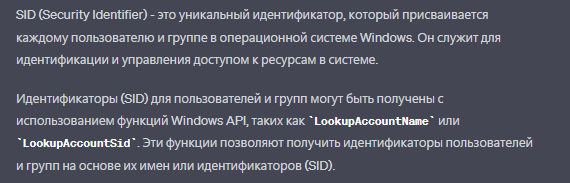 SID (Security Identifier) - это уникальный идентификатор, который присваивается
каждому пользователю и группе в операционной системе Windows. Он служит для
идентификации и управления доступом к ресурсам в системе.
Идентификаторы (SID) для пользователей и групп могут быть получены с
использованием функций Windows API, таких как `LookupAccountName` или
`LookupAccountSid`. Эти функции позволяют получить идентификаторы пользователей
и групп на основе их имен или идентификаторов (SID).